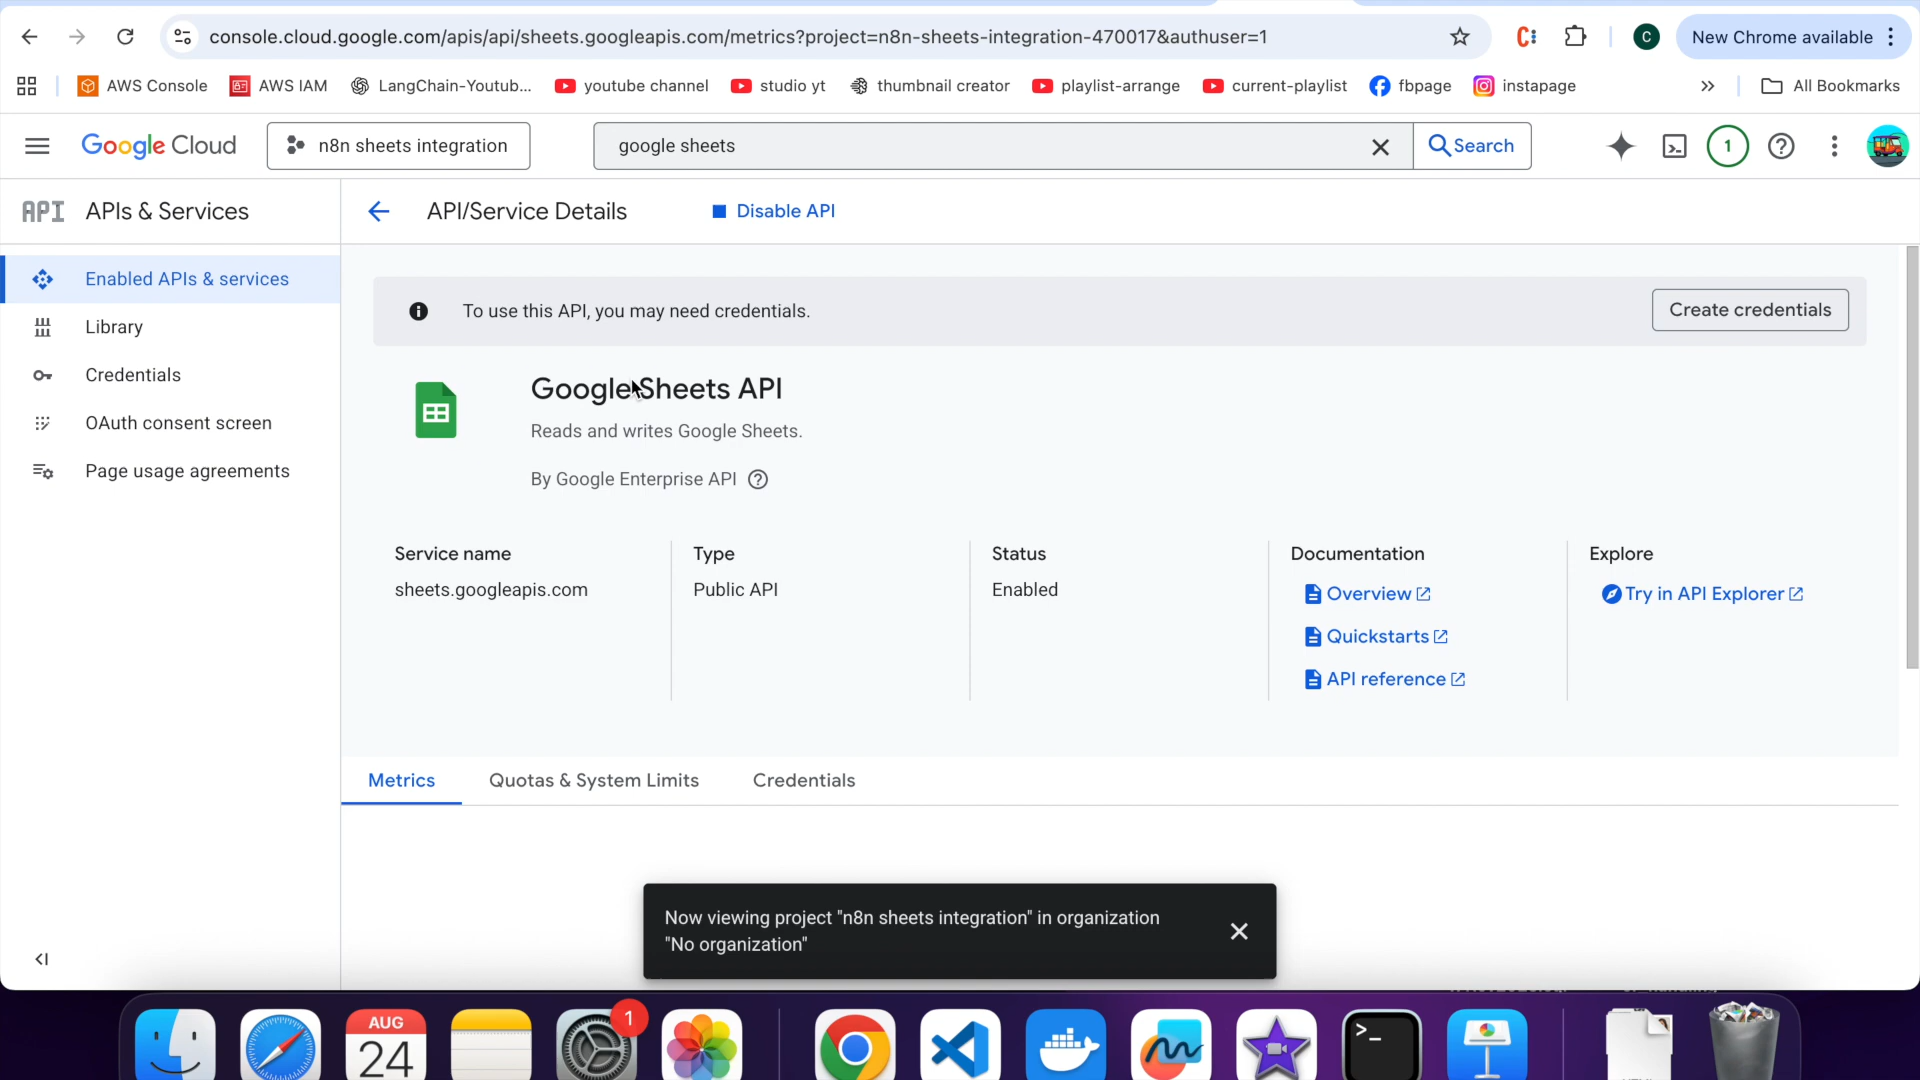 console.cloud.google.com/apis/api/sheets.googleapis.com/metrics?project=n8n-sheets-integration-470017&authuser=1
C
New Chrome available
AWS Console
AWS IAM
LangChain-Youtub...
youtube channel
studio yt
thumbnail creator
playlist-arrange
current-playlist
fbpage
instapage
All Bookmarks
Google Cloud
n8n sheets integration
google sheets
Search
1
API APIs & Services
API/Service Details
Disable API
Enabled APIs & services
Library
Credentials
OAuth consent screen
Page usage agreements
To use this API, you may need credentials.
Create credentials
Google Sheets API
Reads and writes Google Sheets.
By Google Enterprise API
Service name
sheets.googleapis.com
Type
Public API
Status
Enabled
Documentation
Overview
Quickstarts
API reference
Explore
Try in API Explorer
Metrics
Quotas & System Limits
Credentials
Now viewing project "n8n sheets integration" in organization
"No organization"
AUG
24
1